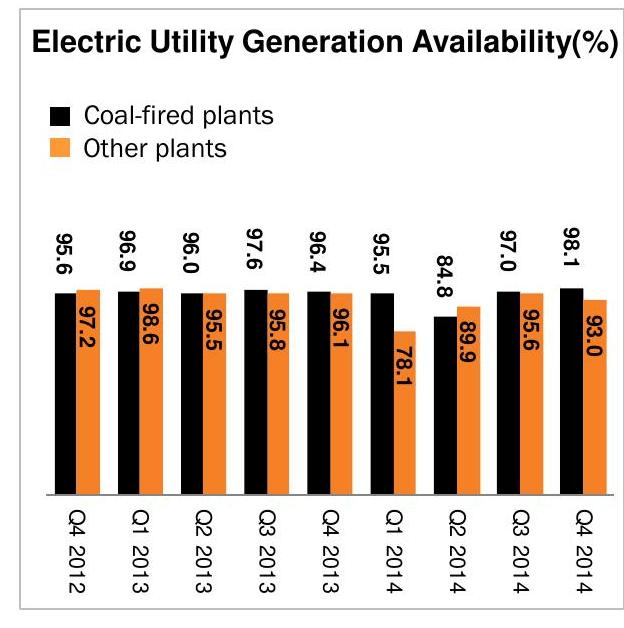 Electric Utility Generation Availability(%)
Coal-fired plants
Other plants
95.6
97.2
96.9
98.6
96.0
95.5
97.6
95.8
96.4
96.1
95.5
78.1
84.8
89.9
97.0
95.6
98.1
93.0
Q4 2012
Q1 2013
Q2 2013
Q3 2013
Q4 2013
Q1 2014
Q2 2014
Q3 2014
Q4 2014